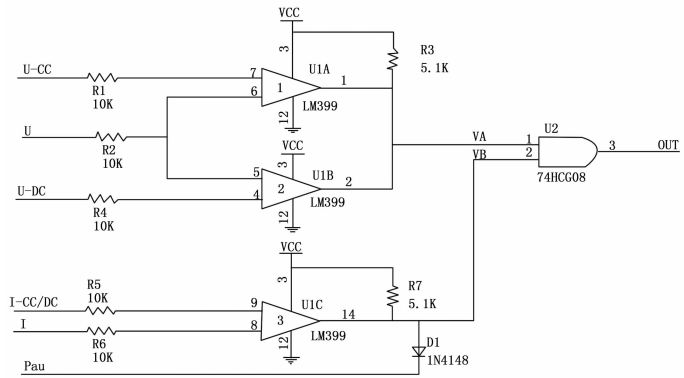 VCC
3
U1A
R3
5.1K
U-CC
7
R1
10K
1
1
6
LM399
12
U
R2
10K
VCC
3
U1B
5
2
2
4
LM399
12
U-DC
R4
10K
VA
VB
1
2
U2
3
OUT
74HCG08
VCC
3
U1C
R7
5.1K
I-CC/DC
R5
10K
9
3
14
I
8
LM399
12
R6
10K
D1
1N4148
Pau